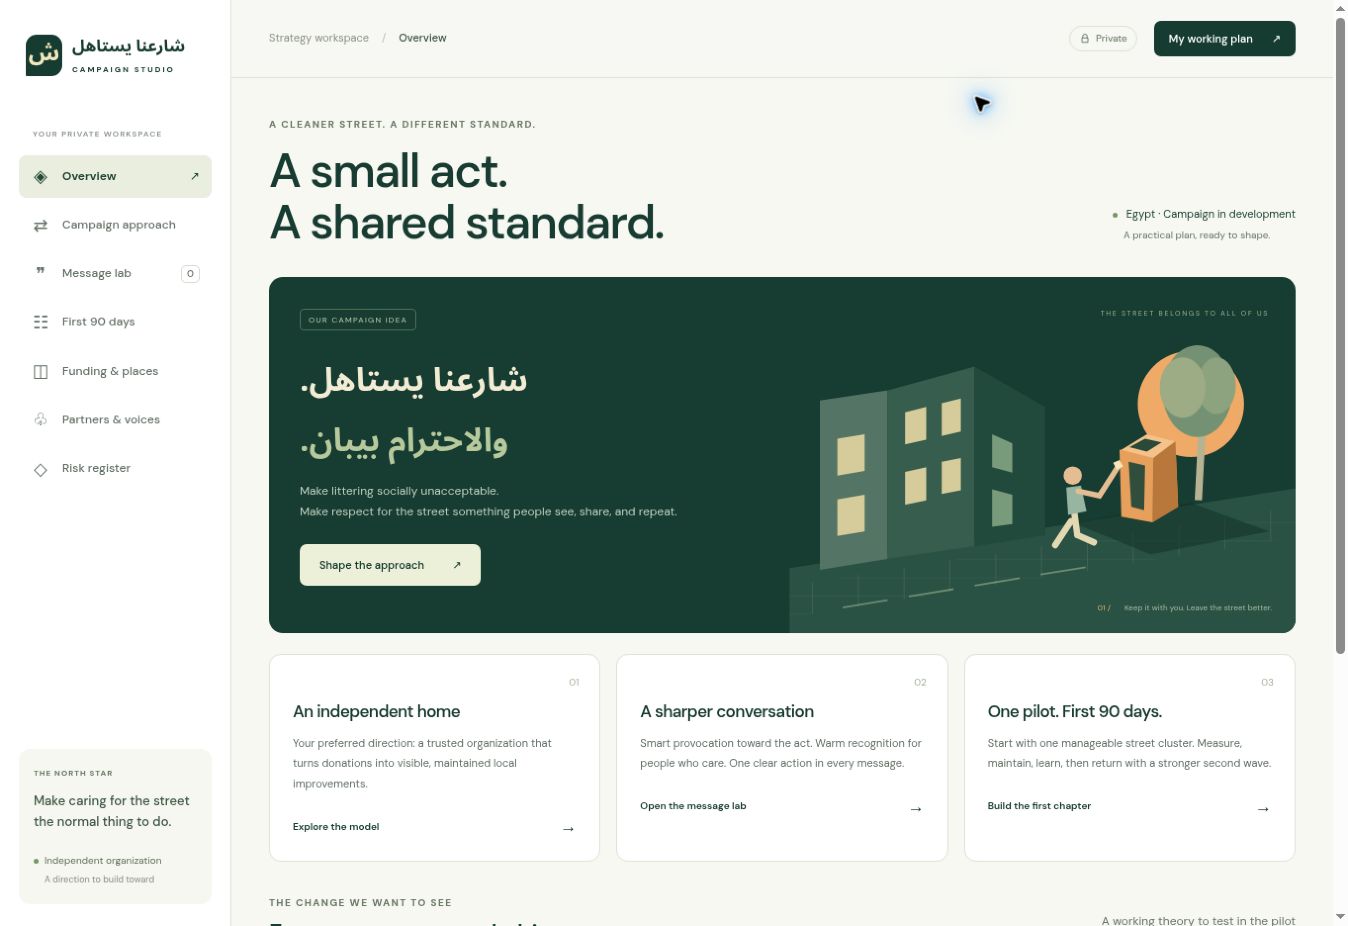 ش
شارعنا يستاهل
CAMPAIGN STUDIO
YOUR PRIVATE WORKSPACE
Overview ↗
Campaign approach
Message lab 0
First 90 days
Funding & places
Partners & voices
Risk register
THE NORTH STAR
Make caring for the street
the normal thing to do.
Independent organization
A direction to build toward
Strategy workspace / Overview
Private
My working plan ↗
A CLEANER STREET. A DIFFERENT STANDARD.
A small act.
A shared standard.
Egypt · Campaign in development
A practical plan, ready to shape.
OUR CAMPAIGN IDEA
THE STREET BELONGS TO ALL OF US
شارعنا يستاهل.
والاحترام بيبان.
Make littering socially unacceptable.
Make respect for the street something people see, share, and repeat.
Shape the approach ↗
01 / Keep it with you. Leave the street better.
01
An independent home
Your preferred direction: a trusted organization that
turns donations into visible, maintained local
improvements.
Explore the model →
02
A sharper conversation
Smart provocation toward the act. Warm recognition for
people who care. One clear action in every message.
Open the message lab →
03
One pilot. First 90 days.
Start with one manageable street cluster. Measure,
maintain, learn, then return with a stronger second wave.
Build the first chapter →
THE CHANGE WE WANT TO SEE
A working theory to test in the pilot